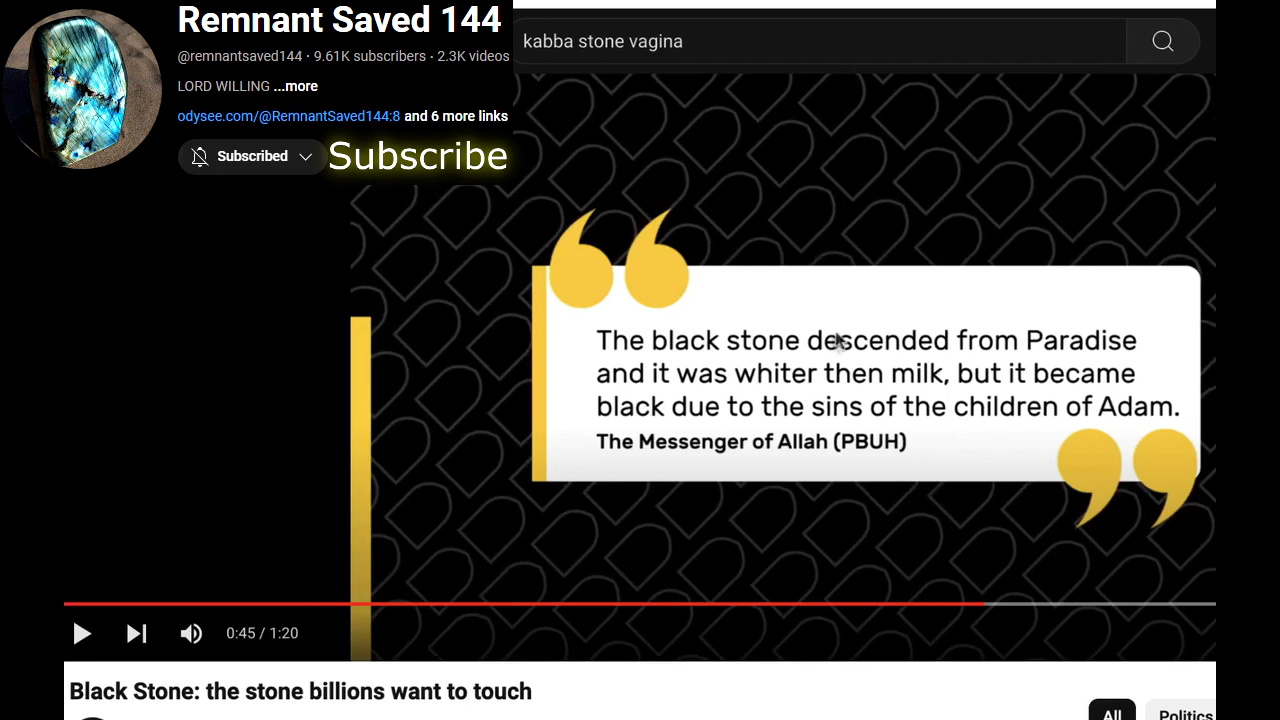 Remnant Saved 144
@remnantsaved144 · 9.61K subscribers · 2.3K videos
LORD WILLING ...more
odysee.com/@RemnantSaved144:8 and 6 more links
Subscribed
Subscribe
kabba stone vagina
The black stone descended from Paradise
and it was whiter then milk, but it became
black due to the sins of the children of Adam.
The Messenger of Allah (PBUH)
0:45 / 1:20
Black Stone: the stone billions want to touch
All Politics